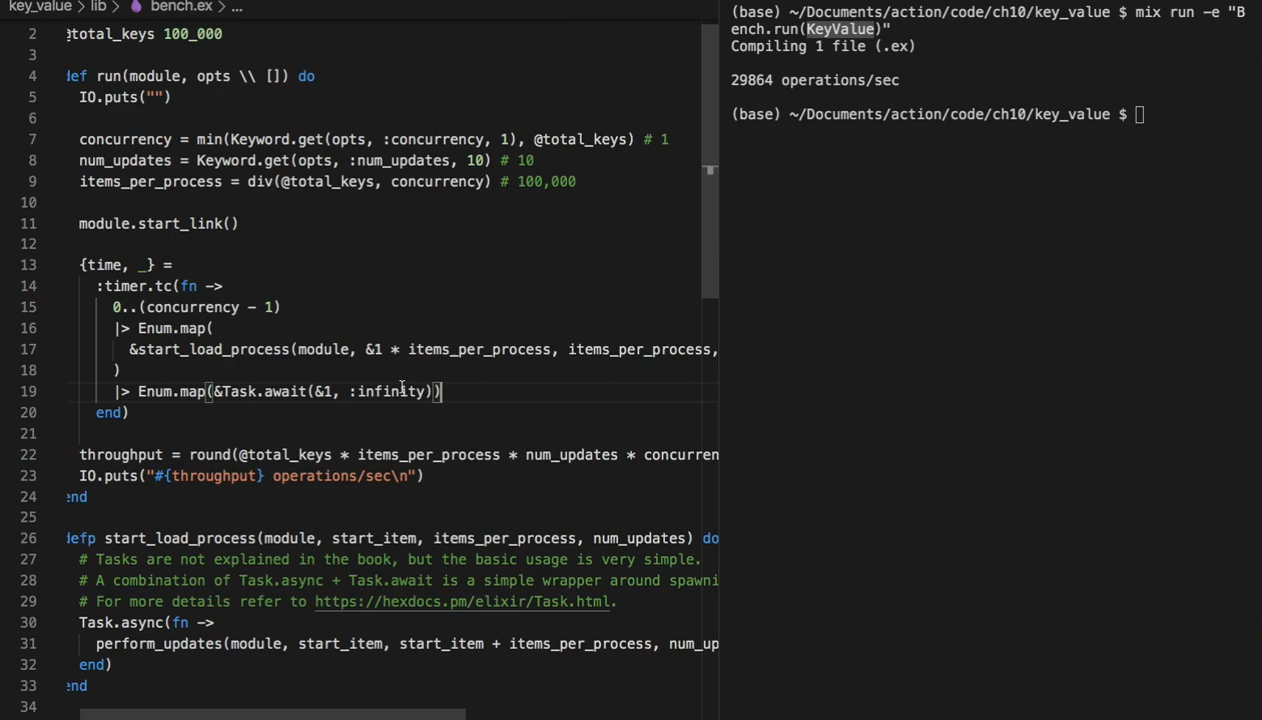 key_value > lib > bench.ex > ...
2 @total_keys 100_000
3
4 def run(module, opts \\ []) do
5 IO.puts("")
6
7 concurrency = min(Keyword.get(opts, :concurrency, 1), @total_keys) # 1
8 num_updates = Keyword.get(opts, :num_updates, 10) # 10
9 items_per_process = div(@total_keys, concurrency) # 100,000
10
11 module.start_link()
12
13 {time, _} =
14 :timer.tc(fn ->
15 0..(concurrency - 1)
16 |> Enum.map(
17 &start_load_process(module, &1 * items_per_process, items_per_process,
18 )
19 |> Enum.map(&Task.await(&1, :infinity))
20 end)
21
22 throughput = round(@total_keys * items_per_process * num_updates * concurren
23 IO.puts("#{throughput} operations/sec\n")
24 end
25
26 defp start_load_process(module, start_item, items_per_process, num_updates) do
27 # Tasks are not explained in the book, but the basic usage is very simple.
28 # A combination of Task.async + Task.await is a simple wrapper around spawni
29 # For more details refer to https://hexdocs.pm/elixir/Task.html.
30 Task.async(fn ->
31 perform_updates(module, start_item, start_item + items_per_process, num_up
32 end)
33 end
34
(base) ~/Documents/action/code/ch10/key_value $ mix run -e "B
ench.run(KeyValue)"
Compiling 1 file (.ex)
29864 operations/sec
(base) ~/Documents/action/code/ch10/key_value $